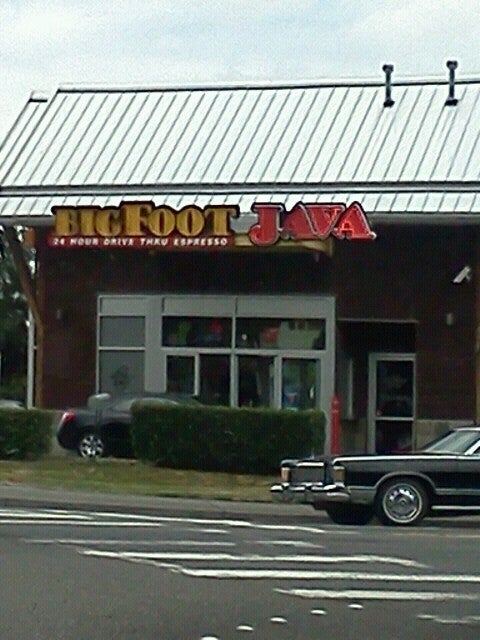 BIGFOOT JAVA
24 HOUR DRIVE THRU ESPRESSO